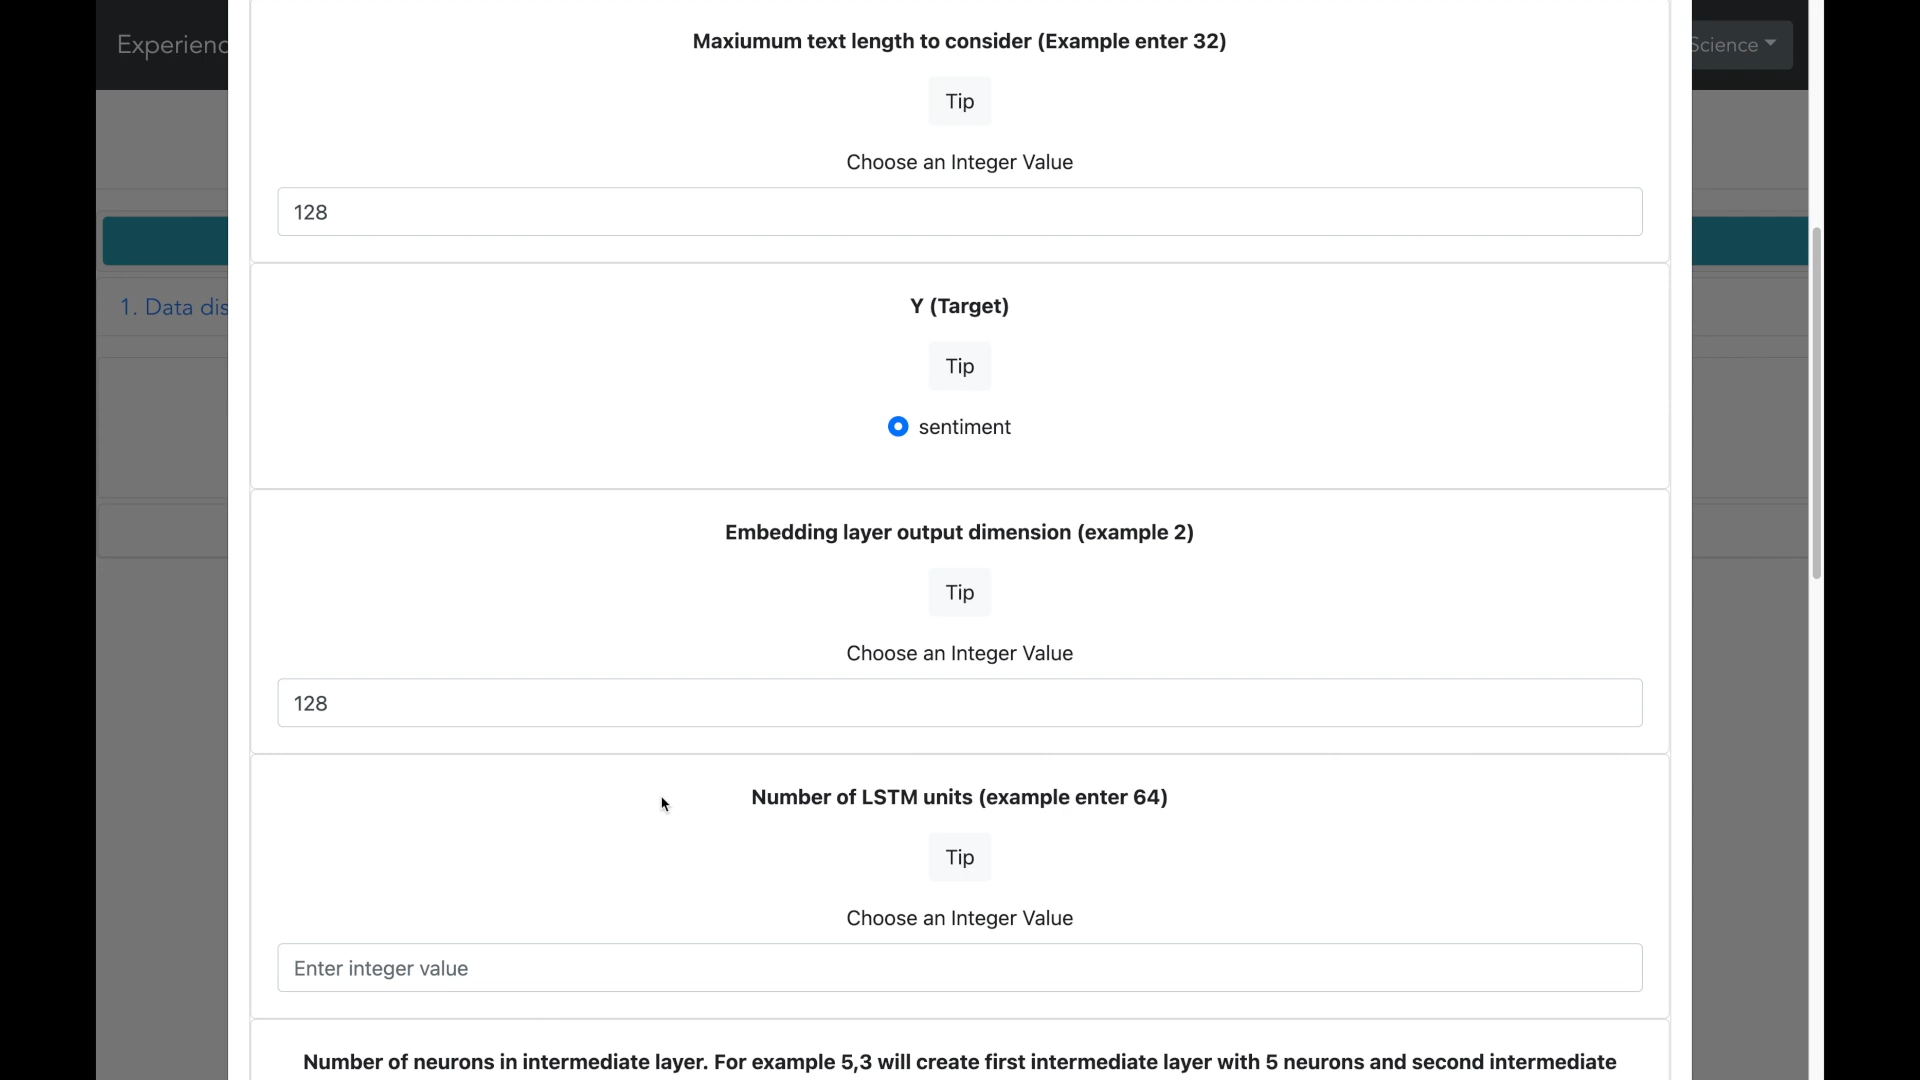 Experienc
Science
Maxiumum text length to consider (Example enter 32)
Tip
Choose an Integer Value
128
1. Data dis
Y (Target)
Tip
sentiment
Embedding layer output dimension (example 2)
Tip
Choose an Integer Value
128
Number of LSTM units (example enter 64)
Tip
Choose an Integer Value
Enter integer value
Number of neurons in intermediate layer. For example 5,3 will create first intermediate layer with 5 neurons and second intermediate